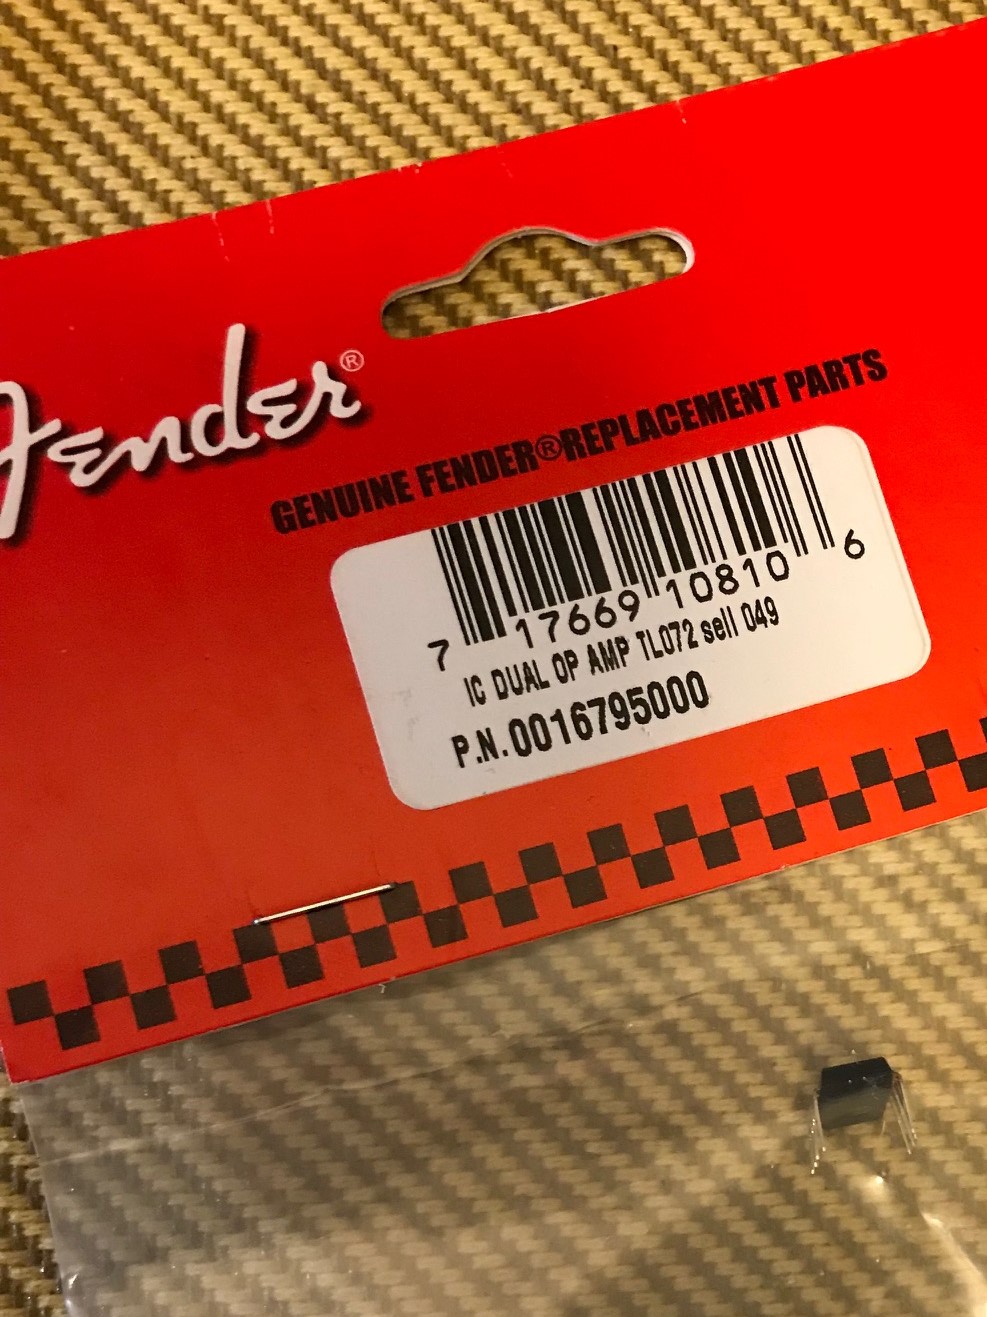 Fender®
GENUINE FENDER®REPLACEMENT PARTS
7 17669 10810 6
IC DUAL OP AMP TL072 sell 049
P.N.0016795000